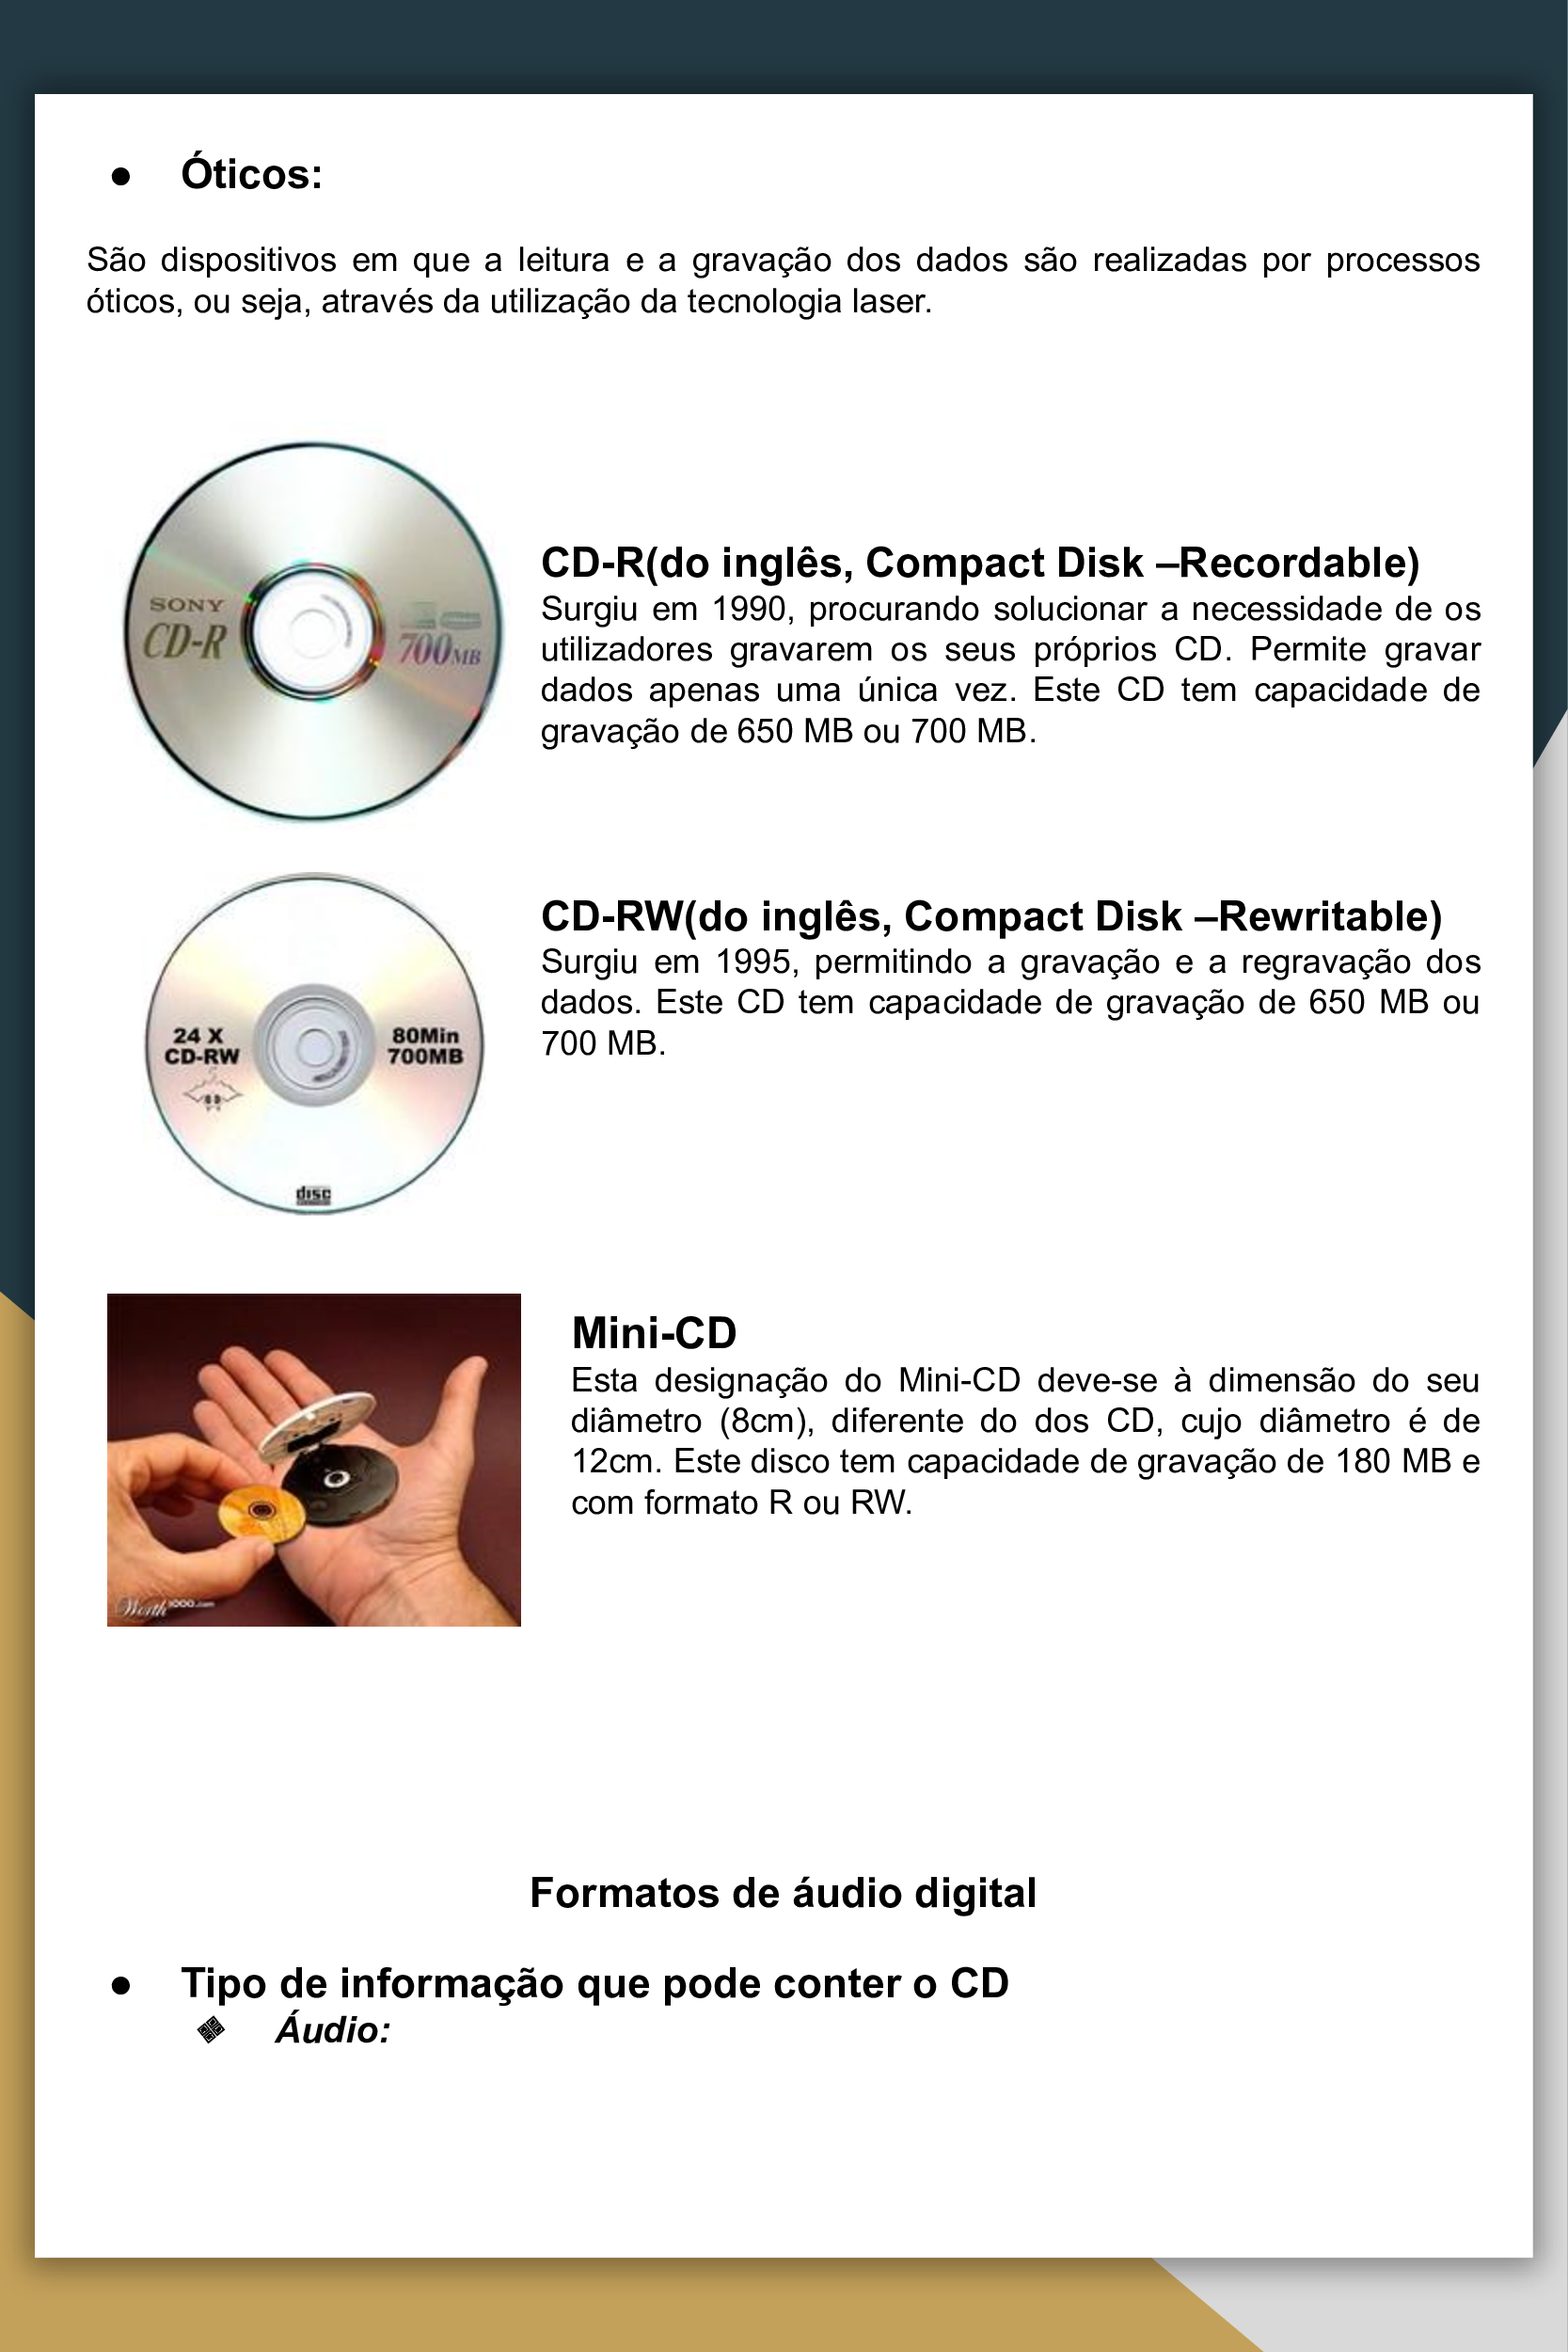 ● Óticos:
São dispositivos em que a leitura e a gravação dos dados são realizadas por processos
óticos, ou seja, através da utilização da tecnologia laser.
SONY
CD-R
700MB
CD-R(do inglês, Compact Disk –Recordable)
Surgiu em 1990, procurando solucionar a necessidade de os
utilizadores gravarem os seus próprios CD. Permite gravar
dados apenas uma única vez. Este CD tem capacidade de
gravação de 650 MB ou 700 MB.
24 X
CD-RW
80Min
700MB
disc
CD-RW(do inglês, Compact Disk –Rewritable)
Surgiu em 1995, permitindo a gravação e a regravação dos
dados. Este CD tem capacidade de gravação de 650 MB ou
700 MB.
Worth1000.com
Mini-CD
Esta designação do Mini-CD deve-se à dimensão do seu
diâmetro (8cm), diferente do dos CD, cujo diâmetro é de
12cm. Este disco tem capacidade de gravação de 180 MB e
com formato R ou RW.
Formatos de áudio digital
● Tipo de informação que pode conter o CD
❖ Áudio: